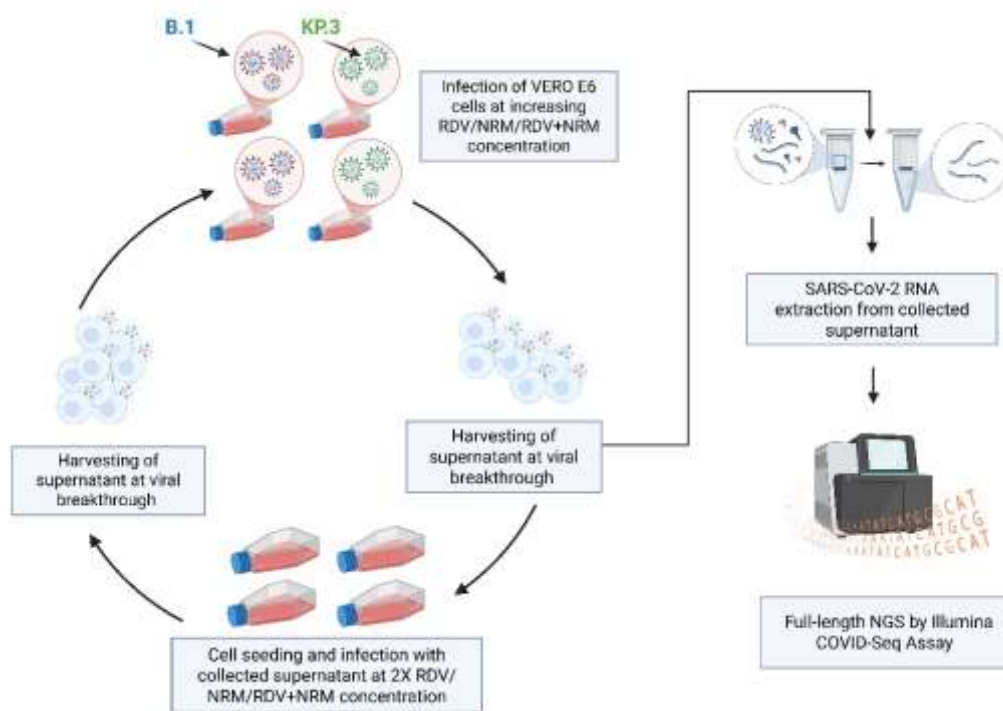 B.1
KP.3
Infection of VERO E6
cells at increasing
RDV/NRM/RDV+NRM
concentration
SARS-CoV-2 RNA
extraction from collected
supernatant
Harvesting of
supernatant at viral
breakthrough
Harvesting of
supernatant at viral
breakthrough
CATGCGCAT
Full-length NGS by Illumina
COVID-Seq Assay
Cell seeding and infection with
collected supernatant at 2X RDV/
NRM/RDV+NRM concentration